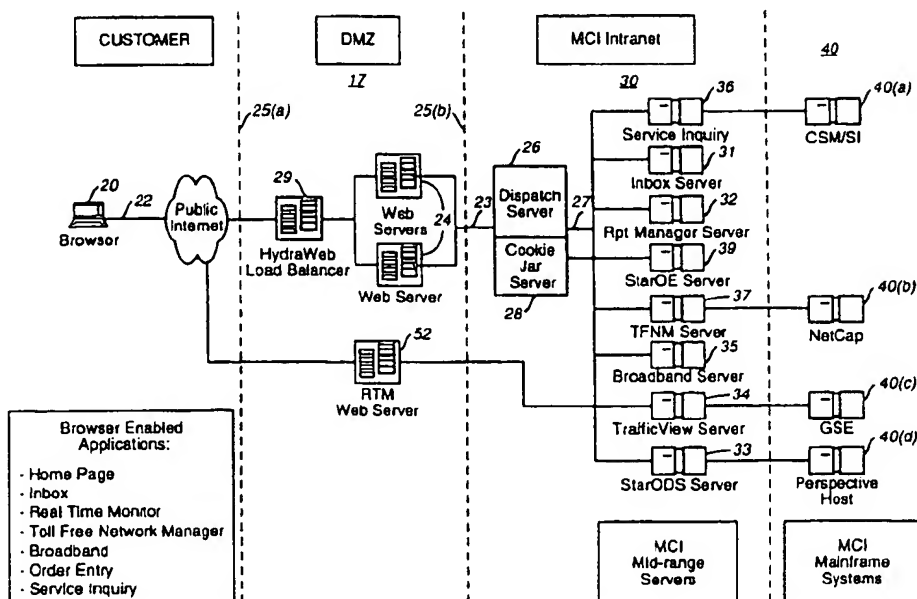 CUSTOMER
DMZ
17
MCI Intranet
30
40
25(a)
25(b)
36
40(a)
Service Inquiry
CSM/SI
31
Inbox Server
26
Dispatch
Server
27
32
Rpt Manager Server
Cookie
Jar
Server
28
39
StarOE Server
37
40(b)
TFNM Server
NetCap
35
Broadband Server
34
40(c)
TrafficView Server
GSE
33
40(d)
StarODS Server
Perspective
Host
20
22
Browser
Public
Internet
29
HydraWeb
Load Balancer
Web
Servers
24
23
Web Server
52
RTM
Web Server
Browser Enabled
Applications:
- Home Page
- Inbox
- Real Time Monitor
- Toll Free Network Manager
- Broadband
- Order Entry
- Service Inquiry
MCI
Mid-range
Servers
MCI
Mainframe
Systems